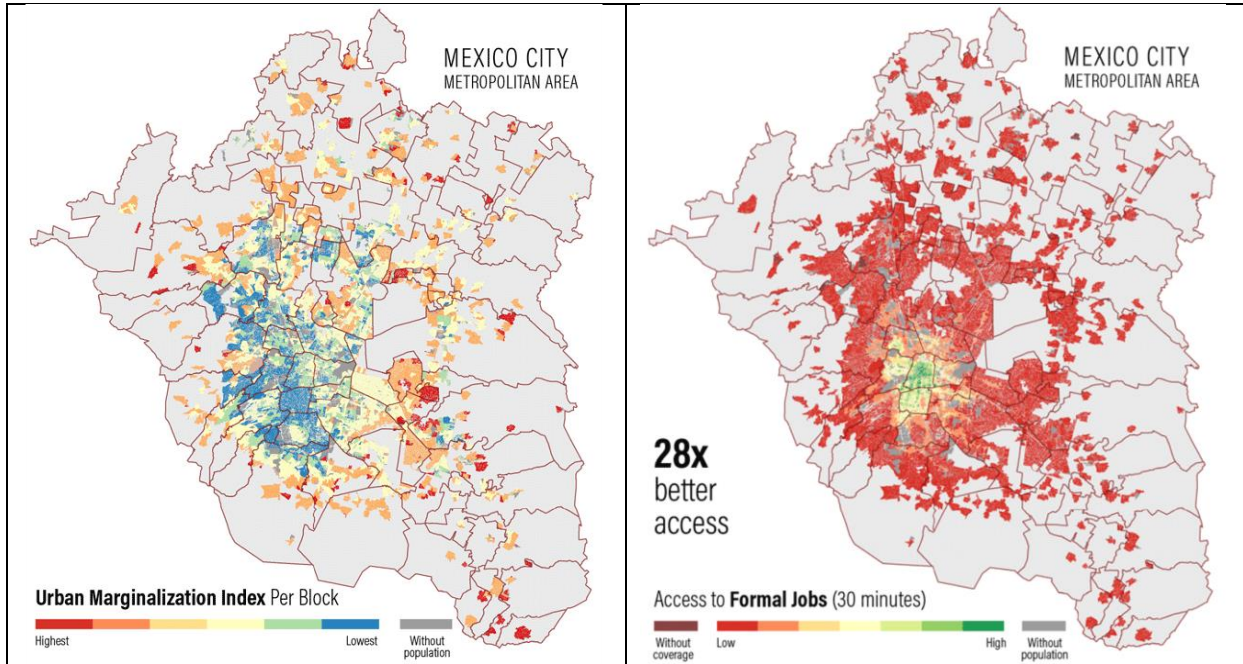 MEXICO CITY
METROPOLITAN AREA
Urban Marginalization Index Per Block
Highest
Lowest
Without
population
MEXICO CITY
METROPOLITAN AREA
28x
better
access
Access to Formal Jobs (30 minutes)
Without
coverage
Low
High
Without
population